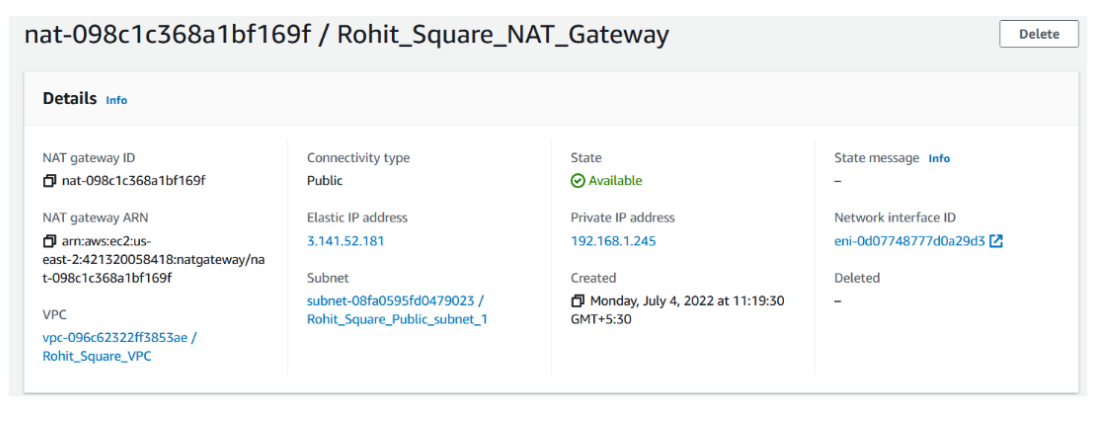 nat-098c1c368a1bf169f / Rohit_Square_NAT_Gateway
Delete
Details Info
NAT gateway ID
nat-098c1c368a1bf169f
NAT gateway ARN
arn:aws:ec2:us-
east-2:421320058418:natgateway/na
t-098c1c368a1bf169f
VPC
vpc-096c62322ff3853ae /
Rohit_Square_VPC
Connectivity type
Public
Elastic IP address
3.141.52.181
Subnet
subnet-08fa0595fd0479023 /
Rohit_Square_Public_subnet_1
State
Available
Private IP address
192.168.1.245
Created
Monday, July 4, 2022 at 11:19:30
GMT+5:30
State message Info
–
Network interface ID
eni-0d07748777d0a29d3
Deleted
–